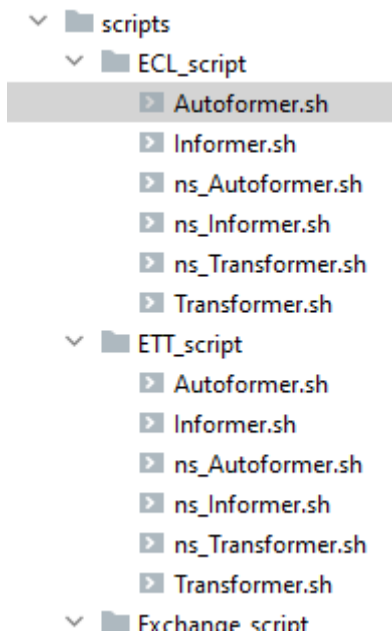 scripts
ECL_script
Autoformer.sh
Informer.sh
ns_Autoformer.sh
ns_Informer.sh
ns_Transformer.sh
Transformer.sh
ETT_script
Autoformer.sh
Informer.sh
ns_Autoformer.sh
ns_Informer.sh
ns_Transformer.sh
Transformer.sh
Exchange_script